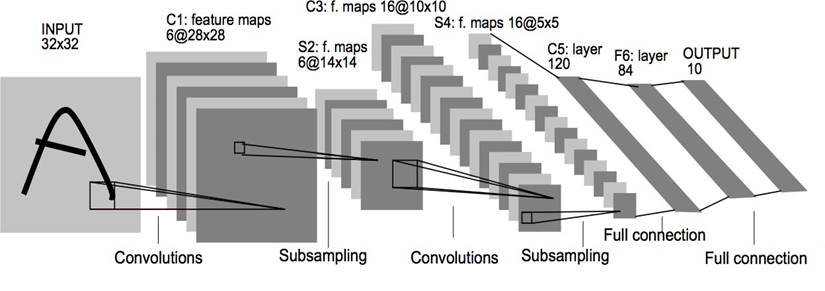 INPUT
32x32
C1: feature maps
6@28x28
S2: f. maps
6@14x14
C3: f. maps 16@10x10
S4: f. maps 16@5x5
C5: layer
120
F6: layer
84
OUTPUT
10
A
Convolutions
Subsampling
Convolutions
Subsampling
Full connection
Full connection